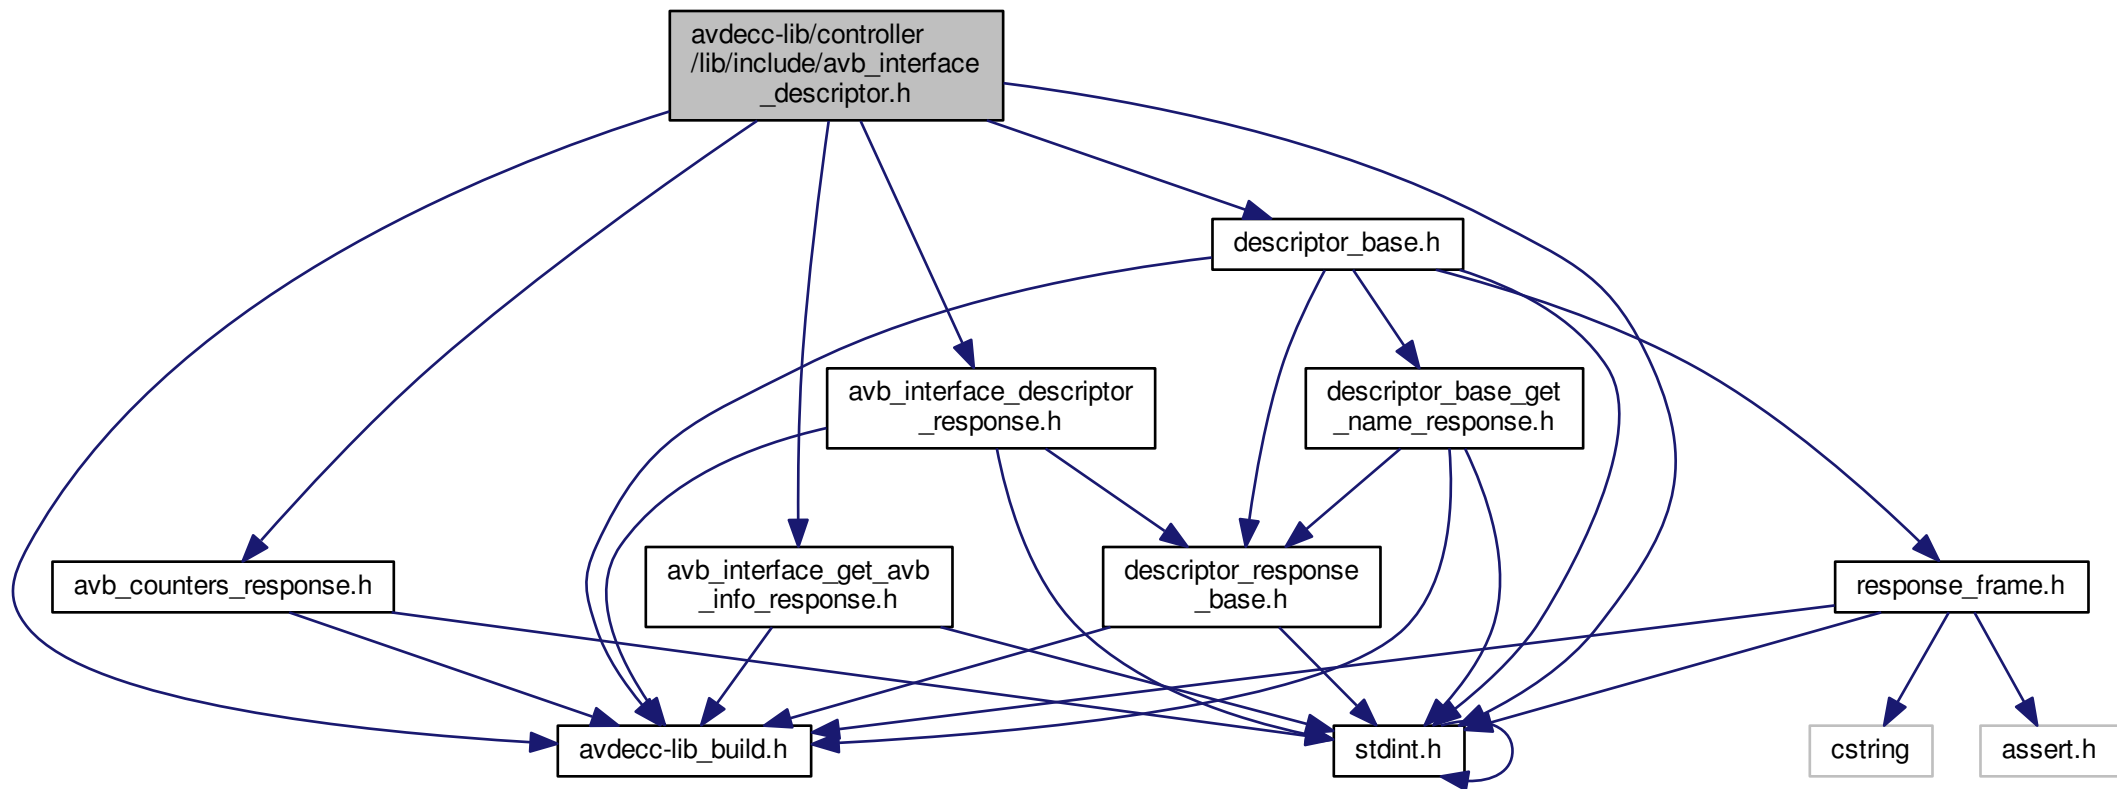 avdecc-lib/controller
/lib/include/avb_interface
_descriptor.h
descriptor_base.h
avb_interface_descriptor
_response.h
descriptor_base_get
_name_response.h
avb_counters_response.h
avb_interface_get_avb
_info_response.h
descriptor_response
_base.h
response_frame.h
avdecc-lib_build.h
stdint.h
cstring
assert.h